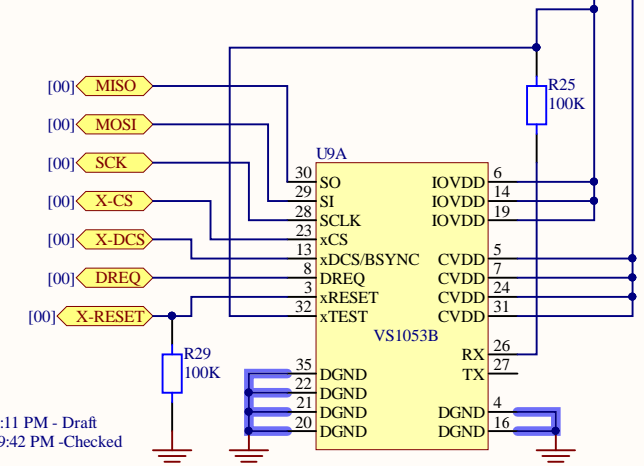 R25
100K
[00] MISO
[00] MOSI
[00] SCK
[00] X-CS
[00] X-DCS
[00] DREQ
[00] X-RESET
U9A
30 SO
29 SI
28 SCLK
23 xCS
13 xDCS/BSYNC
8 DREQ
3 xRESET
32 xTEST
35 DGND
22 DGND
21 DGND
20 DGND
IOVDD 6
IOVDD 14
IOVDD 19
CVDD 5
CVDD 7
CVDD 24
CVDD 31
VS1053B
RX 26
TX 27
DGND 4
DGND 16
R29
100K
:11 PM - Draft
9:42 PM -Checked